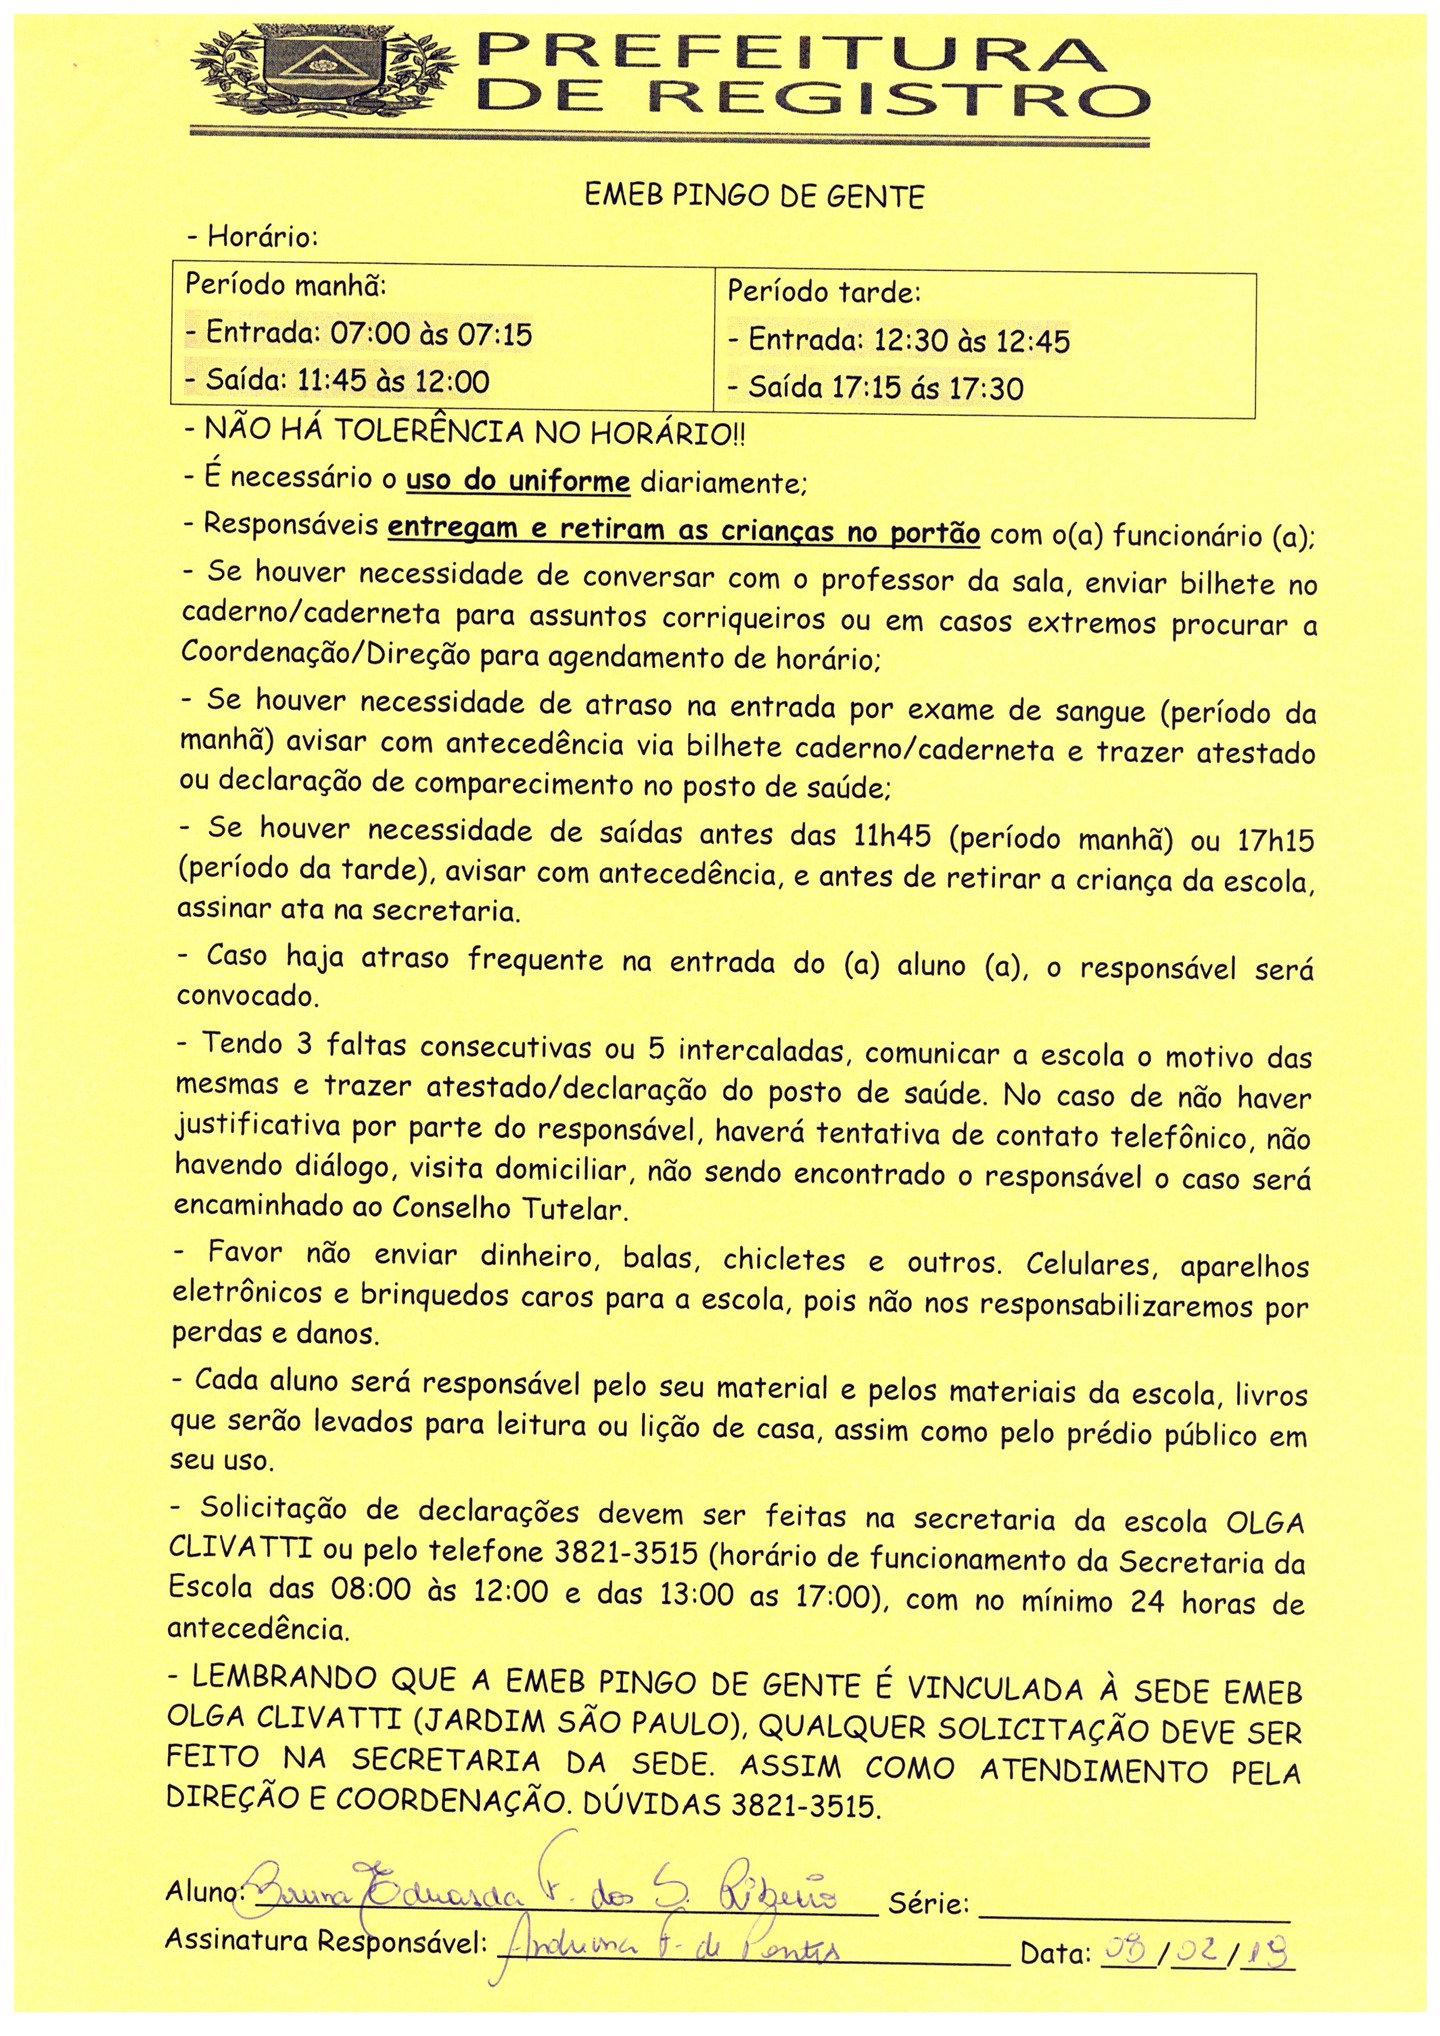 PREFEITURA
DE REGISTRO
EMEB PINGO DE GENTE
- Horário:
Período manhã:
- Entrada: 07:00 às 07:15
- Saída: 11:45 às 12:00
Período tarde:
- Entrada: 12:30 às 12:45
- Saída 17:15 ás 17:30
- NÃO HÁ TOLERÊNCIA NO HORÁRIO!!
- É necessário o uso do uniforme diariamente;
- Responsáveis entregam e retiram as crianças no portão com o(a) funcionário (a);
- Se houver necessidade de conversar com o professor da sala, enviar bilhete no
caderno/caderneta para assuntos corriqueiros ou em casos extremos procurar a
Coordenação/Direção para agendamento de horário;
- Se houver necessidade de atraso na entrada por exame de sangue (período da
manhã) avisar com antecedência via bilhete caderno/caderneta e trazer atestado
ou declaração de comparecimento no posto de saúde;
- Se houver necessidade de saídas antes das 11h45 (período manhã) ou 17h15
(período da tarde), avisar com antecedência, e antes de retirar a criança da escola,
assinar ata na secretaria.
- Caso haja atraso frequente na entrada do (a) aluno (a), o responsável será
convocado.
- Tendo 3 faltas consecutivas ou 5 intercaladas, comunicar a escola o motivo das
mesmas e trazer atestado/declaração do posto de saúde. No caso de não haver
justificativa por parte do responsável, haverá tentativa de contato telefônico, não
havendo diálogo, visita domiciliar, não sendo encontrado o responsável o caso será
encaminhado ao Conselho Tutelar.
- Favor não enviar dinheiro, balas, chicletes e outros. Celulares, aparelhos
eletrônicos e brinquedos caros para a escola, pois não nos responsabilizaremos por
perdas e danos.
- Cada aluno será responsável pelo seu material e pelos materiais da escola, livros
que serão levados para leitura ou lição de casa, assim como pelo prédio público em
seu uso.
- Solicitação de declarações devem ser feitas na secretaria da escola OLGA
CLIVATTI ou pelo telefone 3821-3515 (horário de funcionamento da Secretaria da
Escola das 08:00 às 12:00 e das 13:00 as 17:00), com no mínimo 24 horas de
antecedência.
- LEMBRANDO QUE A EMEB PINGO DE GENTE É VINCULADA À SEDE EMEB
OLGA CLIVATTI (JARDIM SÃO PAULO), QUALQUER SOLICITAÇÃO DEVE SER
FEITO NA SECRETARIA DA SEDE. ASSIM COMO ATENDIMENTO PELA
DIREÇÃO E COORDENAÇÃO. DÚVIDAS 3821-3515.
Aluno: Bruna Eduarda F. dos S. Ribeiro Série:
Assinatura Responsável: F. de Data: /02/19